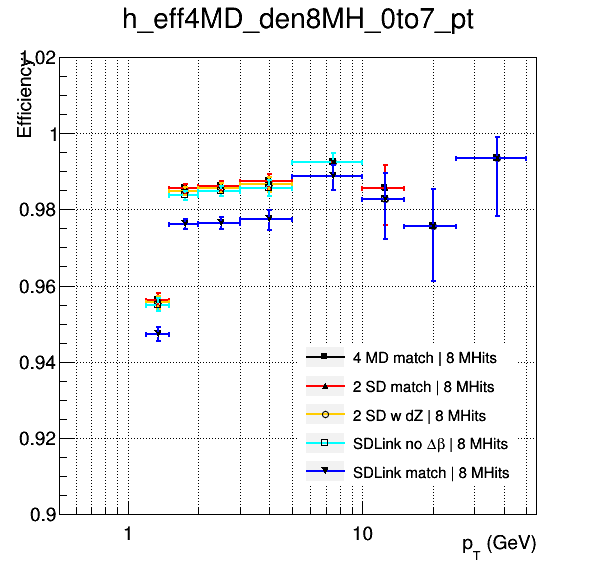 h_eff4MD_den8MH_0to7_pt
Efficiency
1.02
1
0.98
0.96
0.94
0.92
0.9
4 MD match | 8 MHits
2 SD match | 8 MHits
2 SD w dZ | 8 MHits
SDLink no Δβ | 8 MHits
SDLink match | 8 MHits
1
10
p_T (GeV)